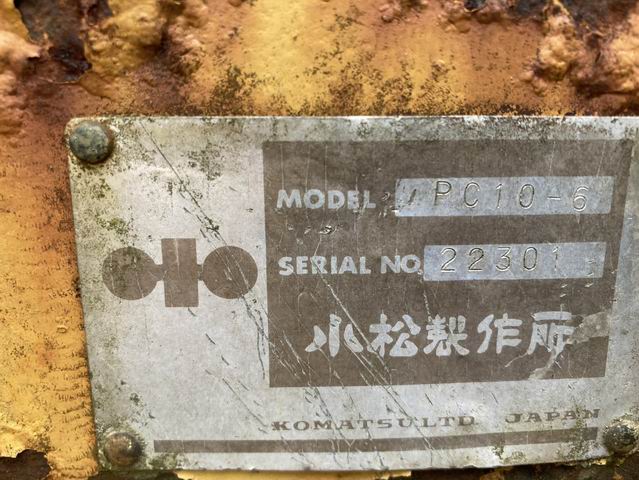 MODEL PC10-6
SERIAL NO. 22301
小松製作所
KOMATSU LTD JAPAN